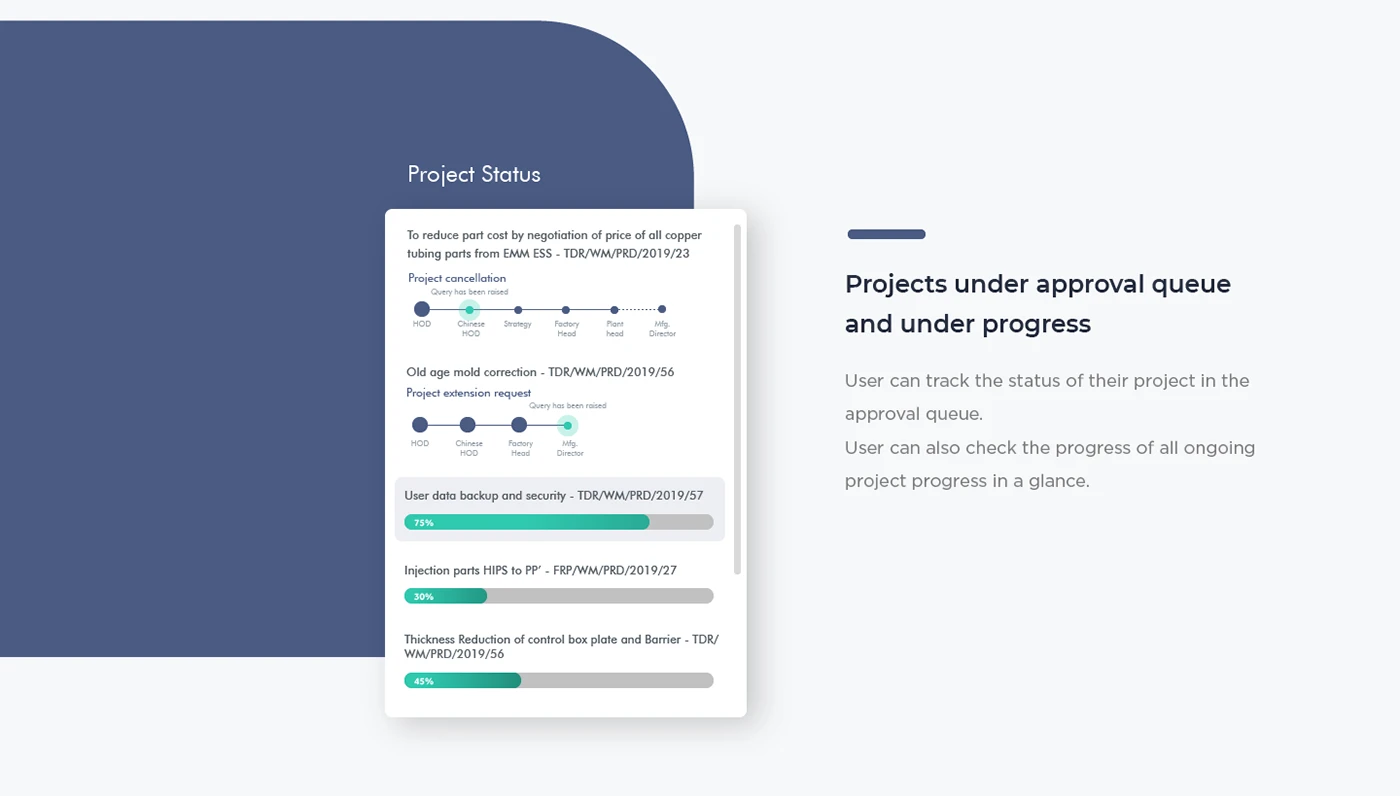 Project Status
To reduce part cost by negotiation of price of all copper
tubing parts from EMM ESS - TDR/WM/PRD/2019/23
Project cancellation
Query has been raised
HOD
Chinese
HOD
Strategy
Factory
Head
Plant
head
Mfg.
Director
Old age mold correction - TDR/WM/PRD/2019/56
Project extension request
Query has been raised
HOD
Chinese
HOD
Factory
Head
Mfg.
Director
User data backup and security - TDR/WM/PRD/2019/57
75%
Injection parts HIPS to PP’ - FRP/WM/PRD/2019/27
30%
Thickness Reduction of control box plate and Barrier - TDR/
WM/PRD/2019/56
45%
Projects under approval queue
and under progress
User can track the status of their project in the
approval queue.
User can also check the progress of all ongoing
project progress in a glance.